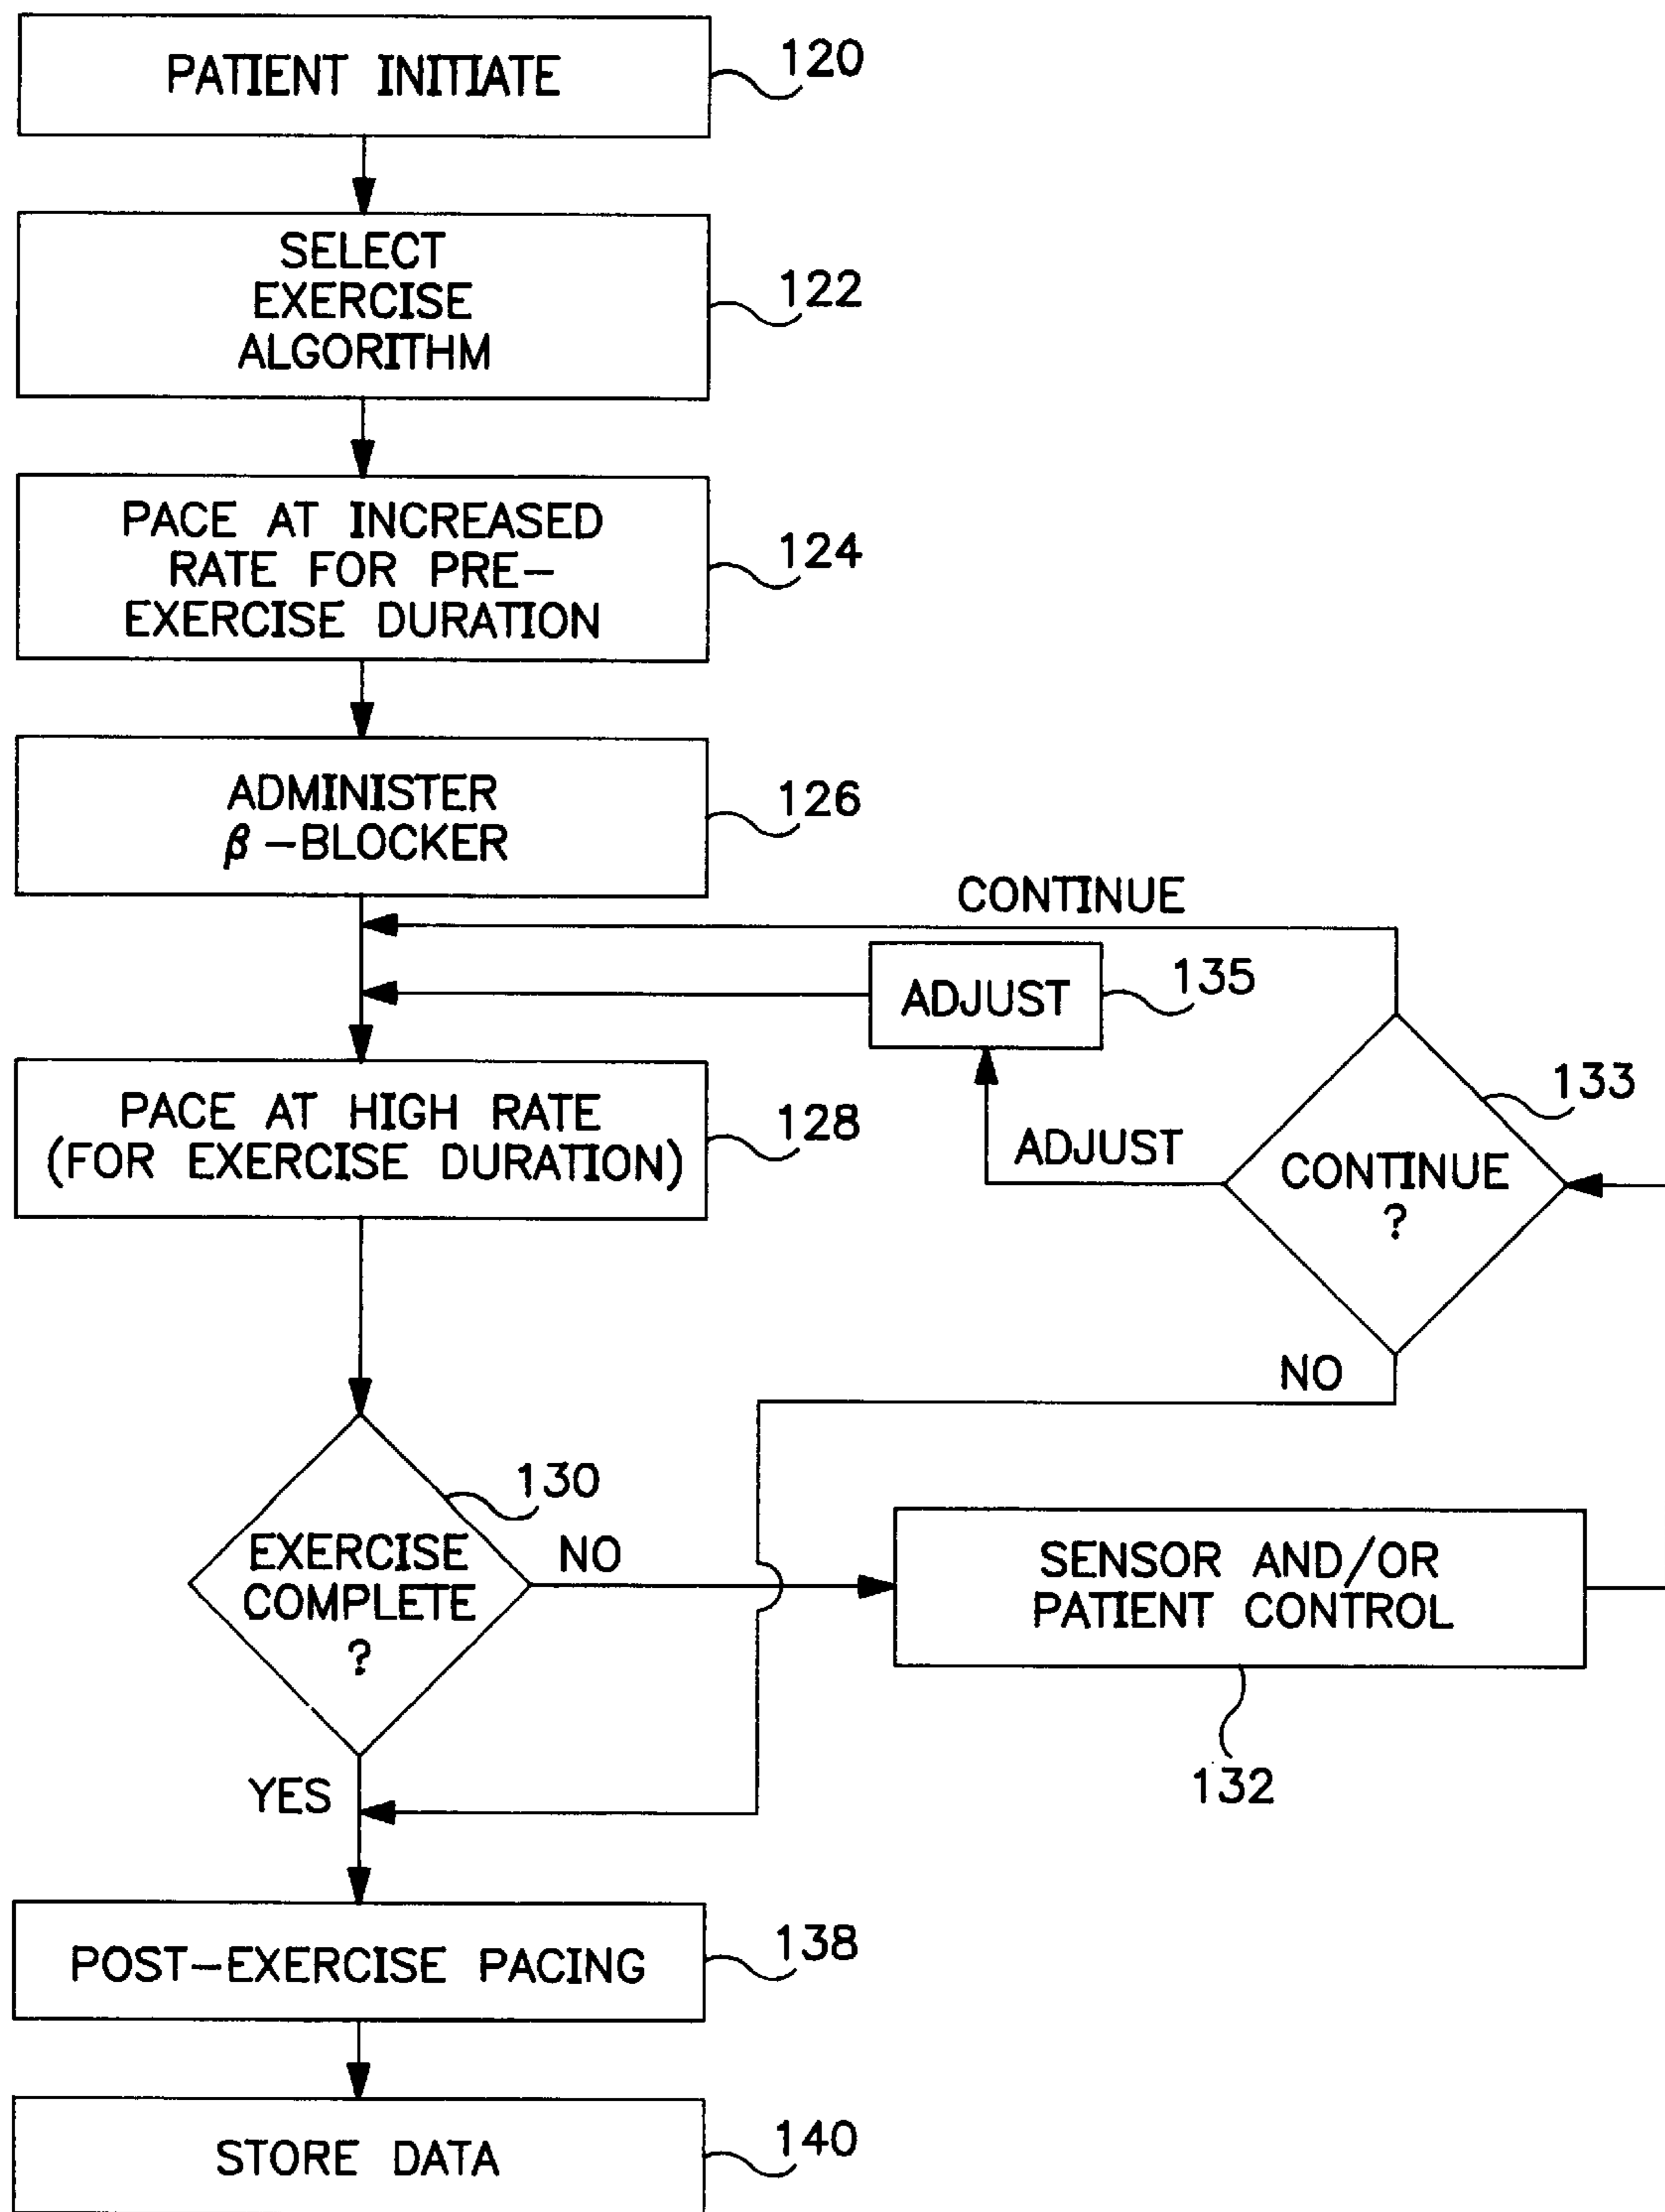 PATIENT INITIATE
120
SELECT
EXERCISE
ALGORITHM
122
PACE AT INCREASED
RATE FOR PRE-
EXERCISE DURATION
124
ADMINISTER
β-BLOCKER
126
CONTINUE
ADJUST
135
PACE AT HIGH RATE
(FOR EXERCISE DURATION)
128
ADJUST
CONTINUE
?
133
NO
EXERCISE
COMPLETE
?
130
NO
SENSOR AND/OR
PATIENT CONTROL
132
YES
POST-EXERCISE PACING
138
STORE DATA
140